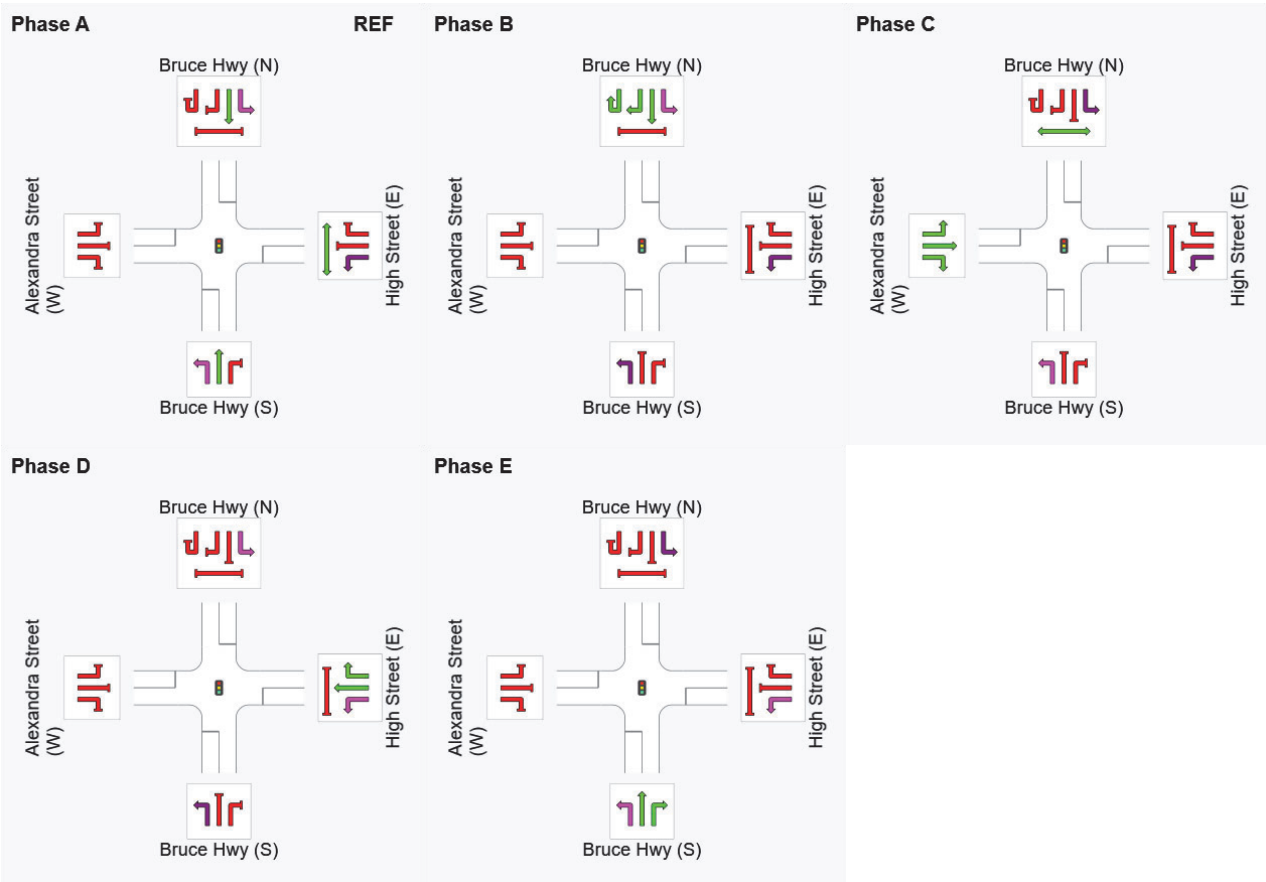 Phase A
REF
Bruce Hwy (N)
Alexandra Street
(W)
High Street (E)
Bruce Hwy (S)
Phase B
Bruce Hwy (N)
Alexandra Street
(W)
High Street (E)
Bruce Hwy (S)
Phase C
Bruce Hwy (N)
Alexandra Street
(W)
High Street (E)
Bruce Hwy (S)
Phase D
Bruce Hwy (N)
Alexandra Street
(W)
High Street (E)
Bruce Hwy (S)
Phase E
Bruce Hwy (N)
Alexandra Street
(W)
High Street (E)
Bruce Hwy (S)